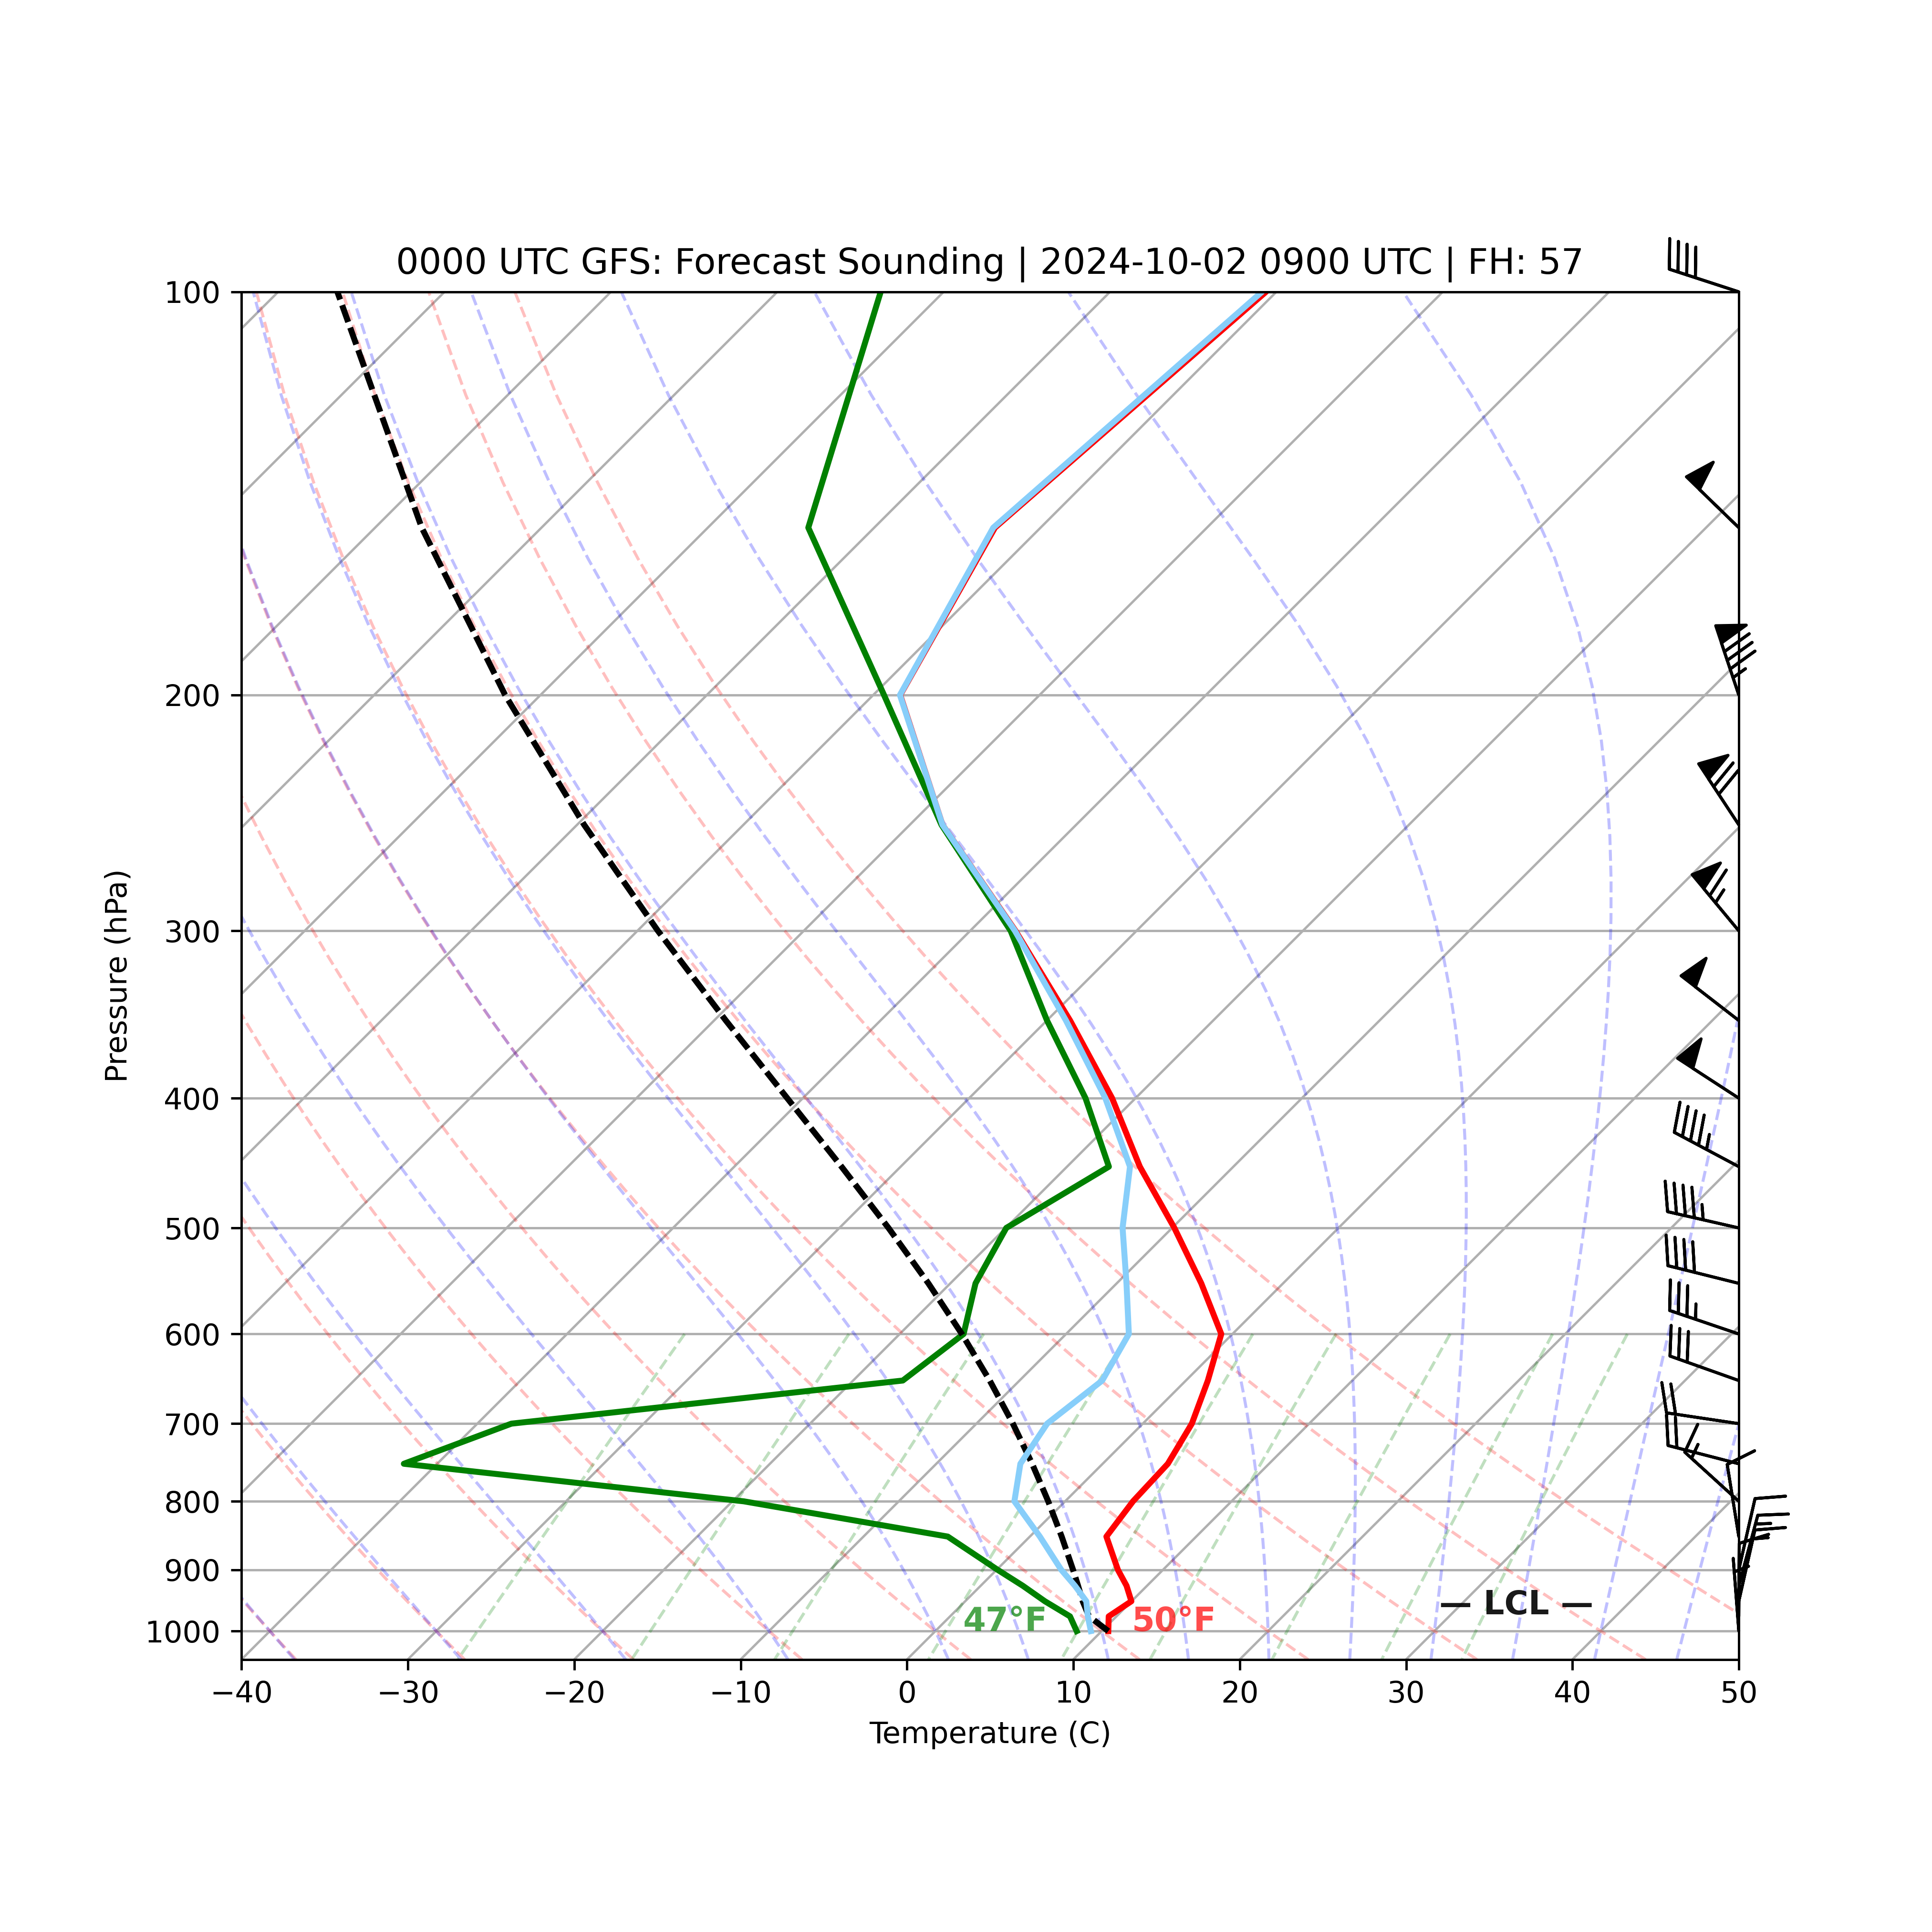 0000 UTC GFS: Forecast Sounding | 2024-10-02 0900 UTC | FH: 57
100
200
300
400
500
600
700
800
900
1000
Pressure (hPa)
47°F
50°F
— LCL —
−40 −30 −20 −10 0 10 20 30 40 50
Temperature (C)